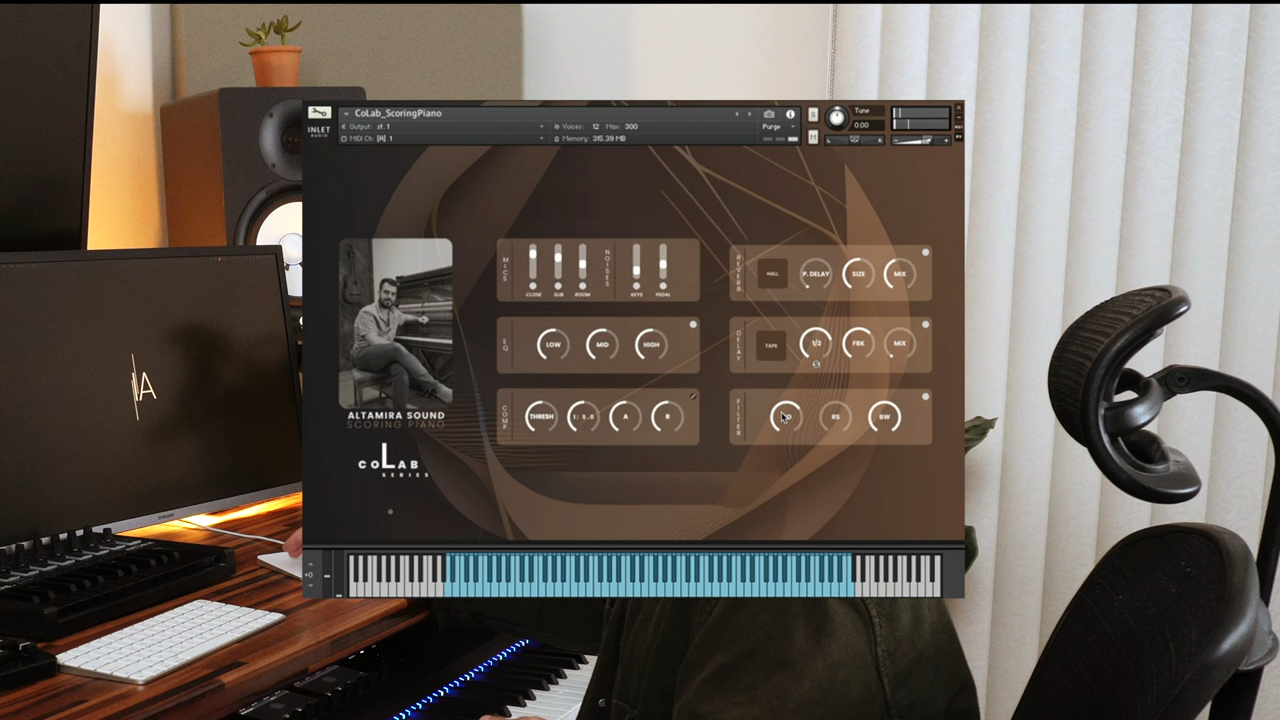 CoLab_ScoringPiano
Output: st. 1
Voices: 12 Max: 300
Purge
MIDI Ch: [A] 1
Memory: 315.39 MB
INLET
AUDIO
S
M
Tune
0.00
L
R
MICS
CLOSE
SUB
ROOM
NOISES
KEYS
PEDAL
REVERB
HALL
P. DELAY
SIZE
MIX
EQ
LOW
MID
HIGH
DELAY
TAPE
1/2
FBK
MIX
COMP
THRESH
1: 5.0
A
R
FILTER
RS
BW
ALTAMIRA SOUND
SCORING PIANO
COLAB
SERIES
+0
IA
SAMSUNG